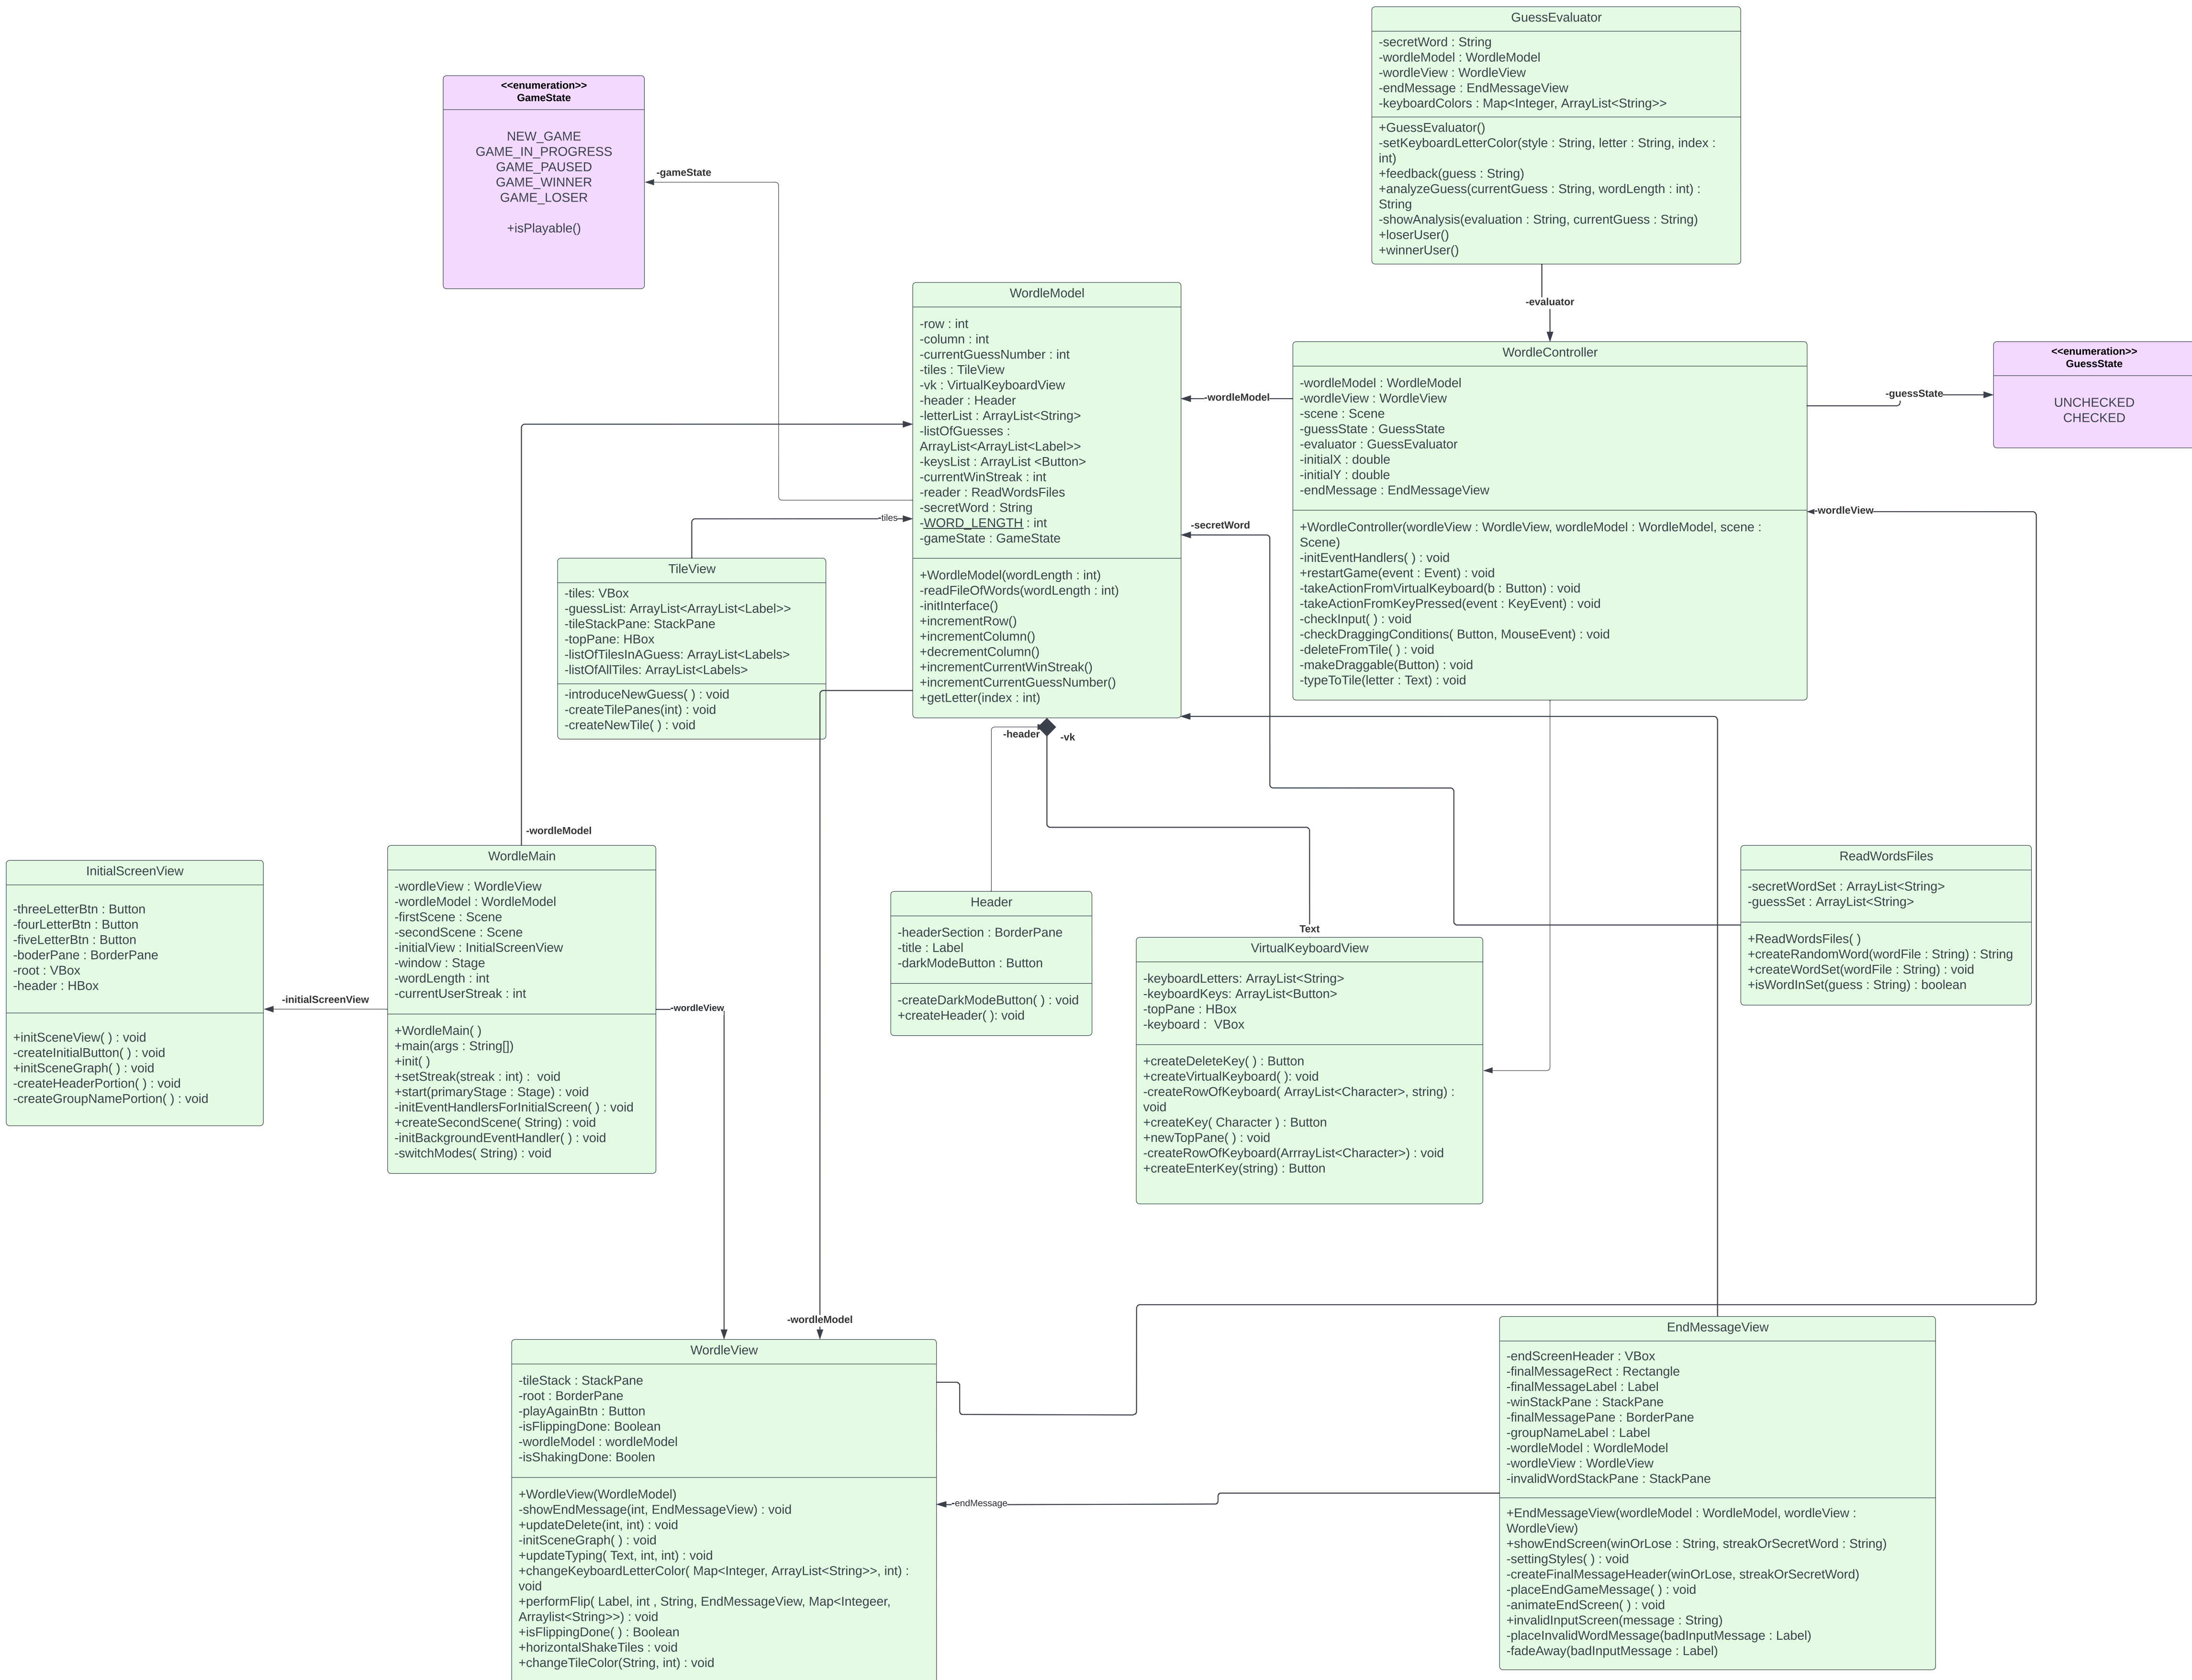 GuessEvaluator
-secretWord : String
-wordleModel : WordleModel
-wordleView : WordleView
-endMessage : EndMessageView
-keyboardColors : Map<Integer, ArrayList<String>>
+GuessEvaluator()
-setKeyboardLetterColor(style : String, letter : String, index :
int)
+feedback(guess : String)
+analyzeGuess(currentGuess : String, wordLength : int) :
String
-showAnalysis(evaluation : String, currentGuess : String)
+loserUser()
+winnerUser()
<<enumeration>>
GameState
NEW_GAME
GAME_IN_PROGRESS
GAME_PAUSED
GAME_WINNER
GAME_LOSER
+isPlayable()
-gameState
-evaluator
WordleModel
-row : int
-column : int
-currentGuessNumber : int
-tiles : TileView
-vk : VirtualKeyboardView
-header : Header
-letterList : ArrayList<String>
-listOfGuesses :
ArrayList<ArrayList<Label>>
-keysList : ArrayList <Button>
-currentWinStreak : int
-reader : ReadWordsFiles
-secretWord : String
-WORD_LENGTH : int
-gameState : GameState
+WordleModel(wordLength : int)
-readFileOfWords(wordLength : int)
-initInterface()
+incrementRow()
+incrementColumn()
+decrementColumn()
+incrementCurrentWinStreak()
+incrementCurrentGuessNumber()
+getLetter(index : int)
-wordleModel
WordleController
-wordleModel : WordleModel
-wordleView : WordleView
-scene : Scene
-guessState : GuessState
-evaluator : GuessEvaluator
-initialX : double
-initialY : double
-endMessage : EndMessageView
+WordleController(wordleView : WordleView, wordleModel : WordleModel, scene :
Scene)
-initEventHandlers( ) : void
+restartGame(event : Event) : void
-takeActionFromVirtualKeyboard(b : Button) : void
-takeActionFromKeyPressed(event : KeyEvent) : void
-checkInput( ) : void
-checkDraggingConditions( Button, MouseEvent) : void
-deleteFromTile( ) : void
-makeDraggable(Button) : void
-typeToTile(letter : Text) : void
-guessState
<<enumeration>>
GuessState
UNCHECKED
CHECKED
-wordleView
-tiles
-secretWord
TileView
-tiles: VBox
-guessList: ArrayList<ArrayList<Label>>
-tileStackPane: StackPane
-topPane: HBox
-listOfTilesInAGuess: ArrayList<Labels>
-listOfAllTiles: ArrayList<Labels>
-introduceNewGuess( ) : void
-createTilePanes(int) : void
-createNewTile( ) : void
-header
-vk
-wordleModel
InitialScreenView
-threeLetterBtn : Button
-fourLetterBtn : Button
-fiveLetterBtn : Button
-boderPane : BorderPane
-root : VBox
-header : HBox
+initSceneView( ) : void
-createInitialButton( ) : void
+initSceneGraph( ) : void
-createHeaderPortion( ) : void
-createGroupNamePortion( ) : void
-initialScreenView
WordleMain
-wordleView : WordleView
-wordleModel : WordleModel
-firstScene : Scene
-secondScene : Scene
-initialView : InitialScreenView
-window : Stage
-wordLength : int
-currentUserStreak : int
+WordleMain( )
+main(args : String[])
+init( )
+setStreak(streak : int) :  void
+start(primaryStage : Stage) : void
-initEventHandlersForInitialScreen( ) : void
+createSecondScene( String) : void
-initBackgroundEventHandler( ) : void
-switchModes( String) : void
-wordleView
Header
-headerSection : BorderPane
-title : Label
-darkModeButton : Button
-createDarkModeButton( ) : void
+createHeader( ): void
Text
VirtualKeyboardView
-keyboardLetters: ArrayList<String>
-keyboardKeys: ArrayList<Button>
-topPane : HBox
-keyboard :  VBox
+createDeleteKey( ) : Button
+createVirtualKeyboard( ): void
-createRowOfKeyboard( ArrayList<Character>, string) :
void
+createKey( Character ) : Button
+newTopPane( ) : void
-createRowOfKeyboard(ArrrayList<Character>) : void
+createEnterKey(string) : Button
ReadWordsFiles
-secretWordSet : ArrayList<String>
-guessSet : ArrayList<String>
+ReadWordsFiles( )
+createRandomWord(wordFile : String) : String
+createWordSet(wordFile : String) : void
+isWordInSet(guess : String) : boolean
-wordleModel
WordleView
-tileStack : StackPane
-root : BorderPane
-playAgainBtn : Button
-isFlippingDone: Boolean
-wordleModel : wordleModel
-isShakingDone: Boolen
+WordleView(WordleModel)
-showEndMessage(int, EndMessageView) : void
+updateDelete(int, int) : void
-initSceneGraph( ) : void
+updateTyping( Text, int, int) : void
+changeKeyboardLetterColor( Map<Integer, ArrayList<String>>, int) :
void
+performFlip( Label, int , String, EndMessageView, Map<Integeer,
Arraylist<String>>) : void
+isFlippingDone( ) : Boolean
+horizontalShakeTiles : void
+changeTileColor(String, int) : void
-endMessage
EndMessageView
-endScreenHeader : VBox
-finalMessageRect : Rectangle
-finalMessageLabel : Label
-winStackPane : StackPane
-finalMessagePane : BorderPane
-groupNameLabel : Label
-wordleModel : WordleModel
-wordleView : WordleView
-invalidWordStackPane : StackPane
+EndMessageView(wordleModel : WordleModel, wordleView :
WordleView)
+showEndScreen(winOrLose : String, streakOrSecretWord : String)
-settingStyles( ) : void
-createFinalMessageHeader(winOrLose, streakOrSecretWord)
-placeEndGameMessage( ) : void
-animateEndScreen( ) : void
+invalidInputScreen(message : String)
-placeInvalidWordMessage(badInputMessage : Label)
-fadeAway(badInputMessage : Label)